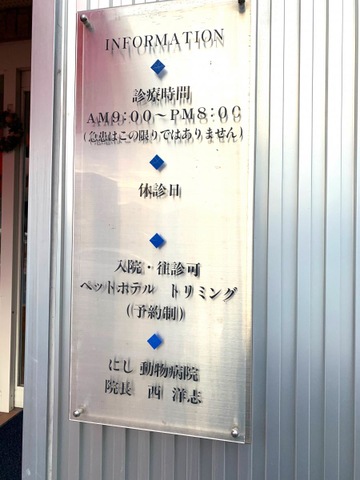 INFORMATION
診療時間
AM9:00～PM8:00
(急患はこの限りではありません)
休診日
入院・往診可
ペットホテル トリミング
(予約制)
にし 動物病院
院長 西 洋志